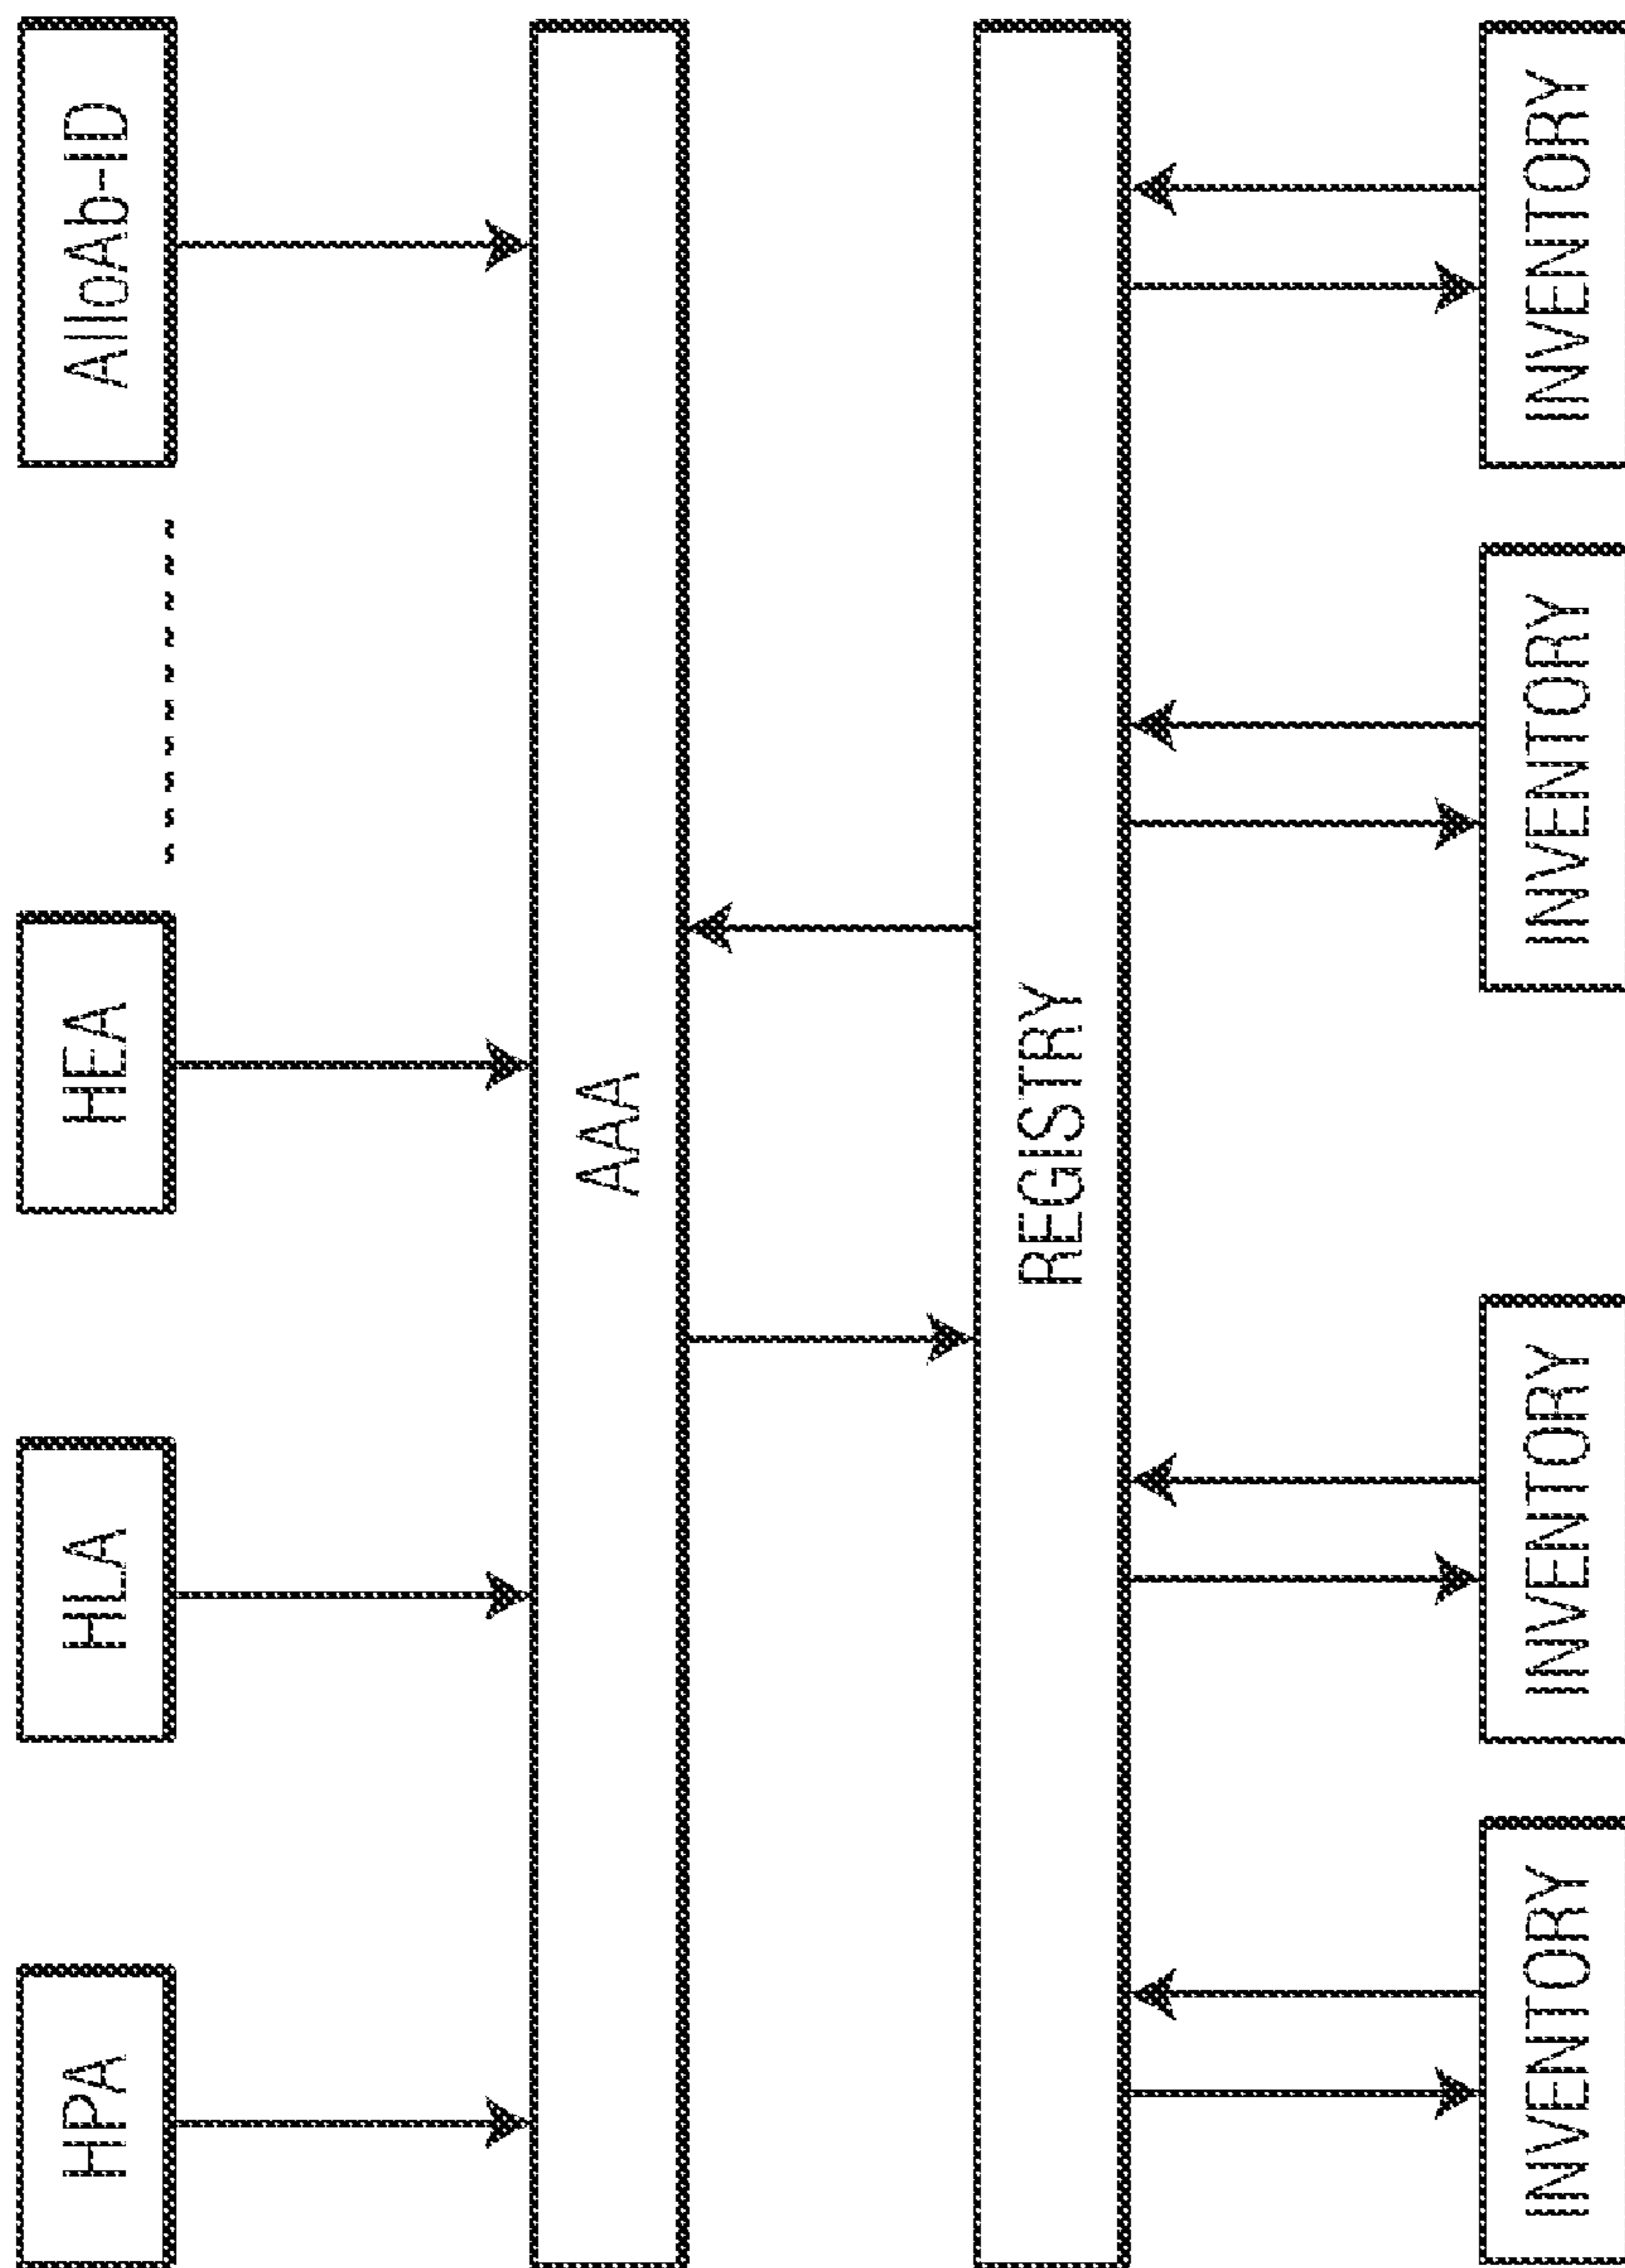 HPA
HLA
HEA
AlloAb-ID
AAA
REGISTRY
INVENTORY
INVENTORY
INVENTORY
INVENTORY